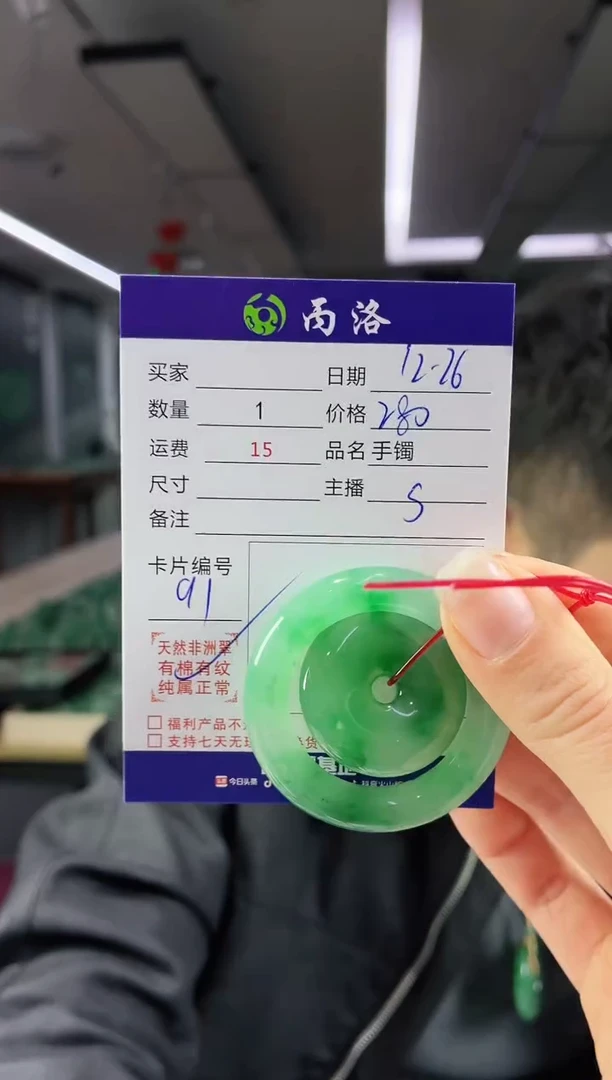 丙洛
买家
日期 12-26
数量 1 价格 280
运费 15 品名 手镯
尺寸 主播 S
备注
卡片编号
91
天然非洲翠
有棉有纹
纯属正常
福利产品不
支持七天无理
今日头条